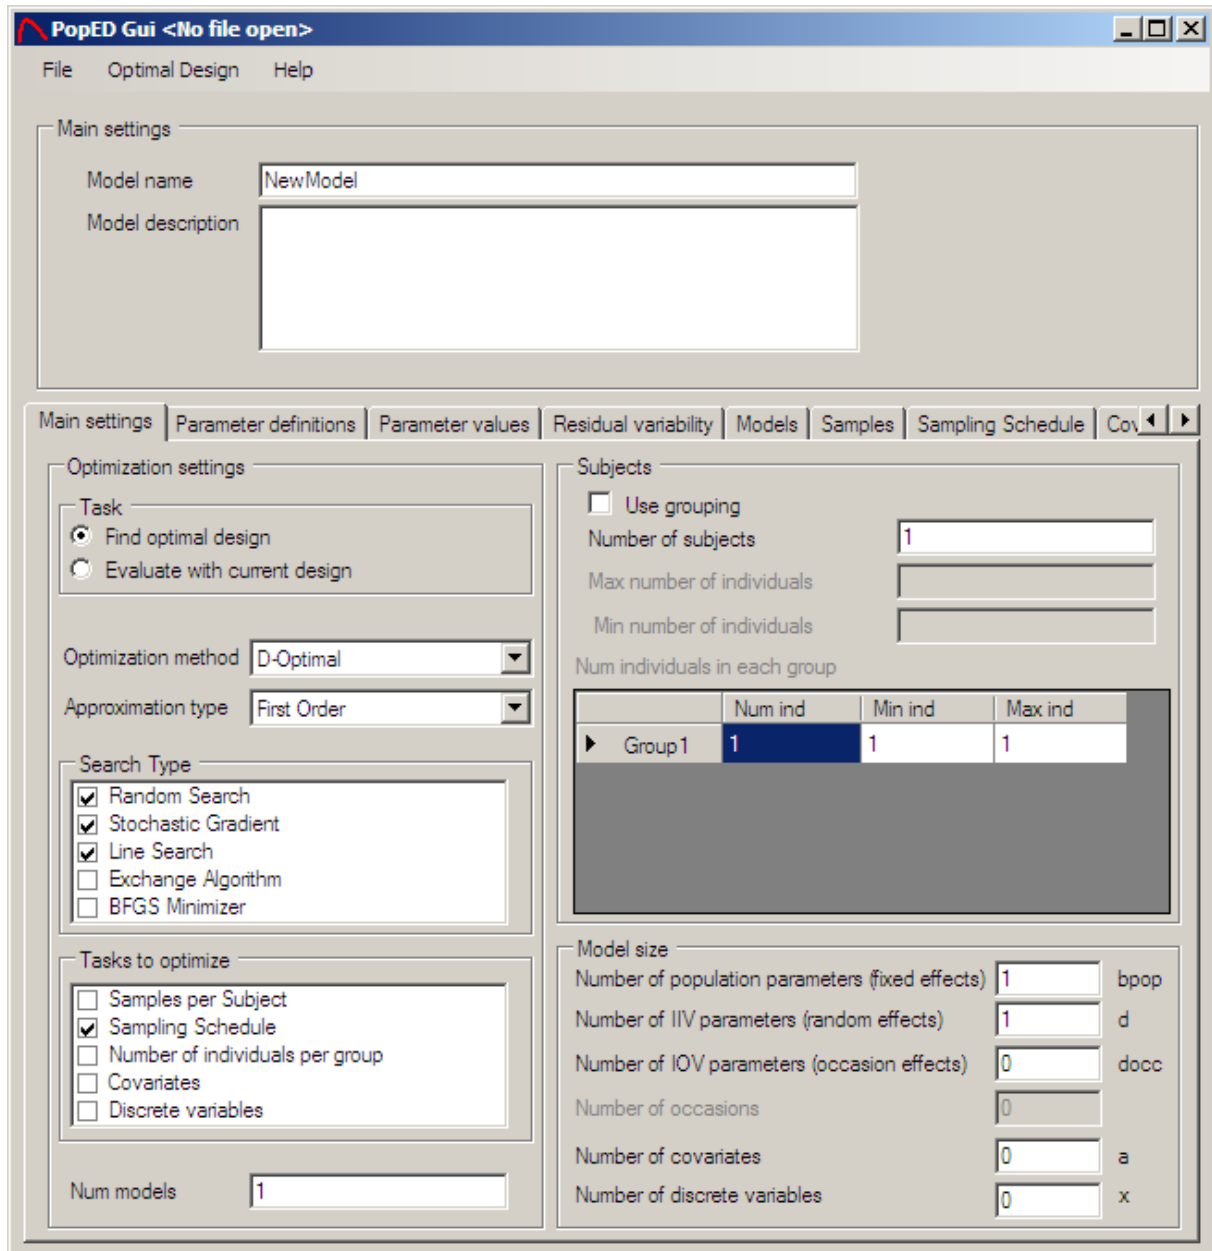 PopED Gui <No file open>
File Optimal Design Help
Main settings
Model name NewModel
Model description
Main settings Parameter definitions Parameter values Residual variability Models Samples Sampling Schedule Cov
Optimization settings
Task
Find optimal design
Evaluate with current design
Optimization method D-Optimal
Approximation type First Order
Search Type
Random Search
Stochastic Gradient
Line Search
Exchange Algorithm
BFGS Minimizer
Tasks to optimize
Samples per Subject
Sampling Schedule
Number of individuals per group
Covariates
Discrete variables
Num models 1
Subjects
Use grouping
Number of subjects 1
Max number of individuals
Min number of individuals
Num individuals in each group
Num ind Min ind Max ind
Group1 1 1 1
Model size
Number of population parameters (fixed effects) 1 bpop
Number of IIV parameters (random effects) 1 d
Number of IOV parameters (occasion effects) 0 docc
Number of occasions 0
Number of covariates 0 a
Number of discrete variables 0 x